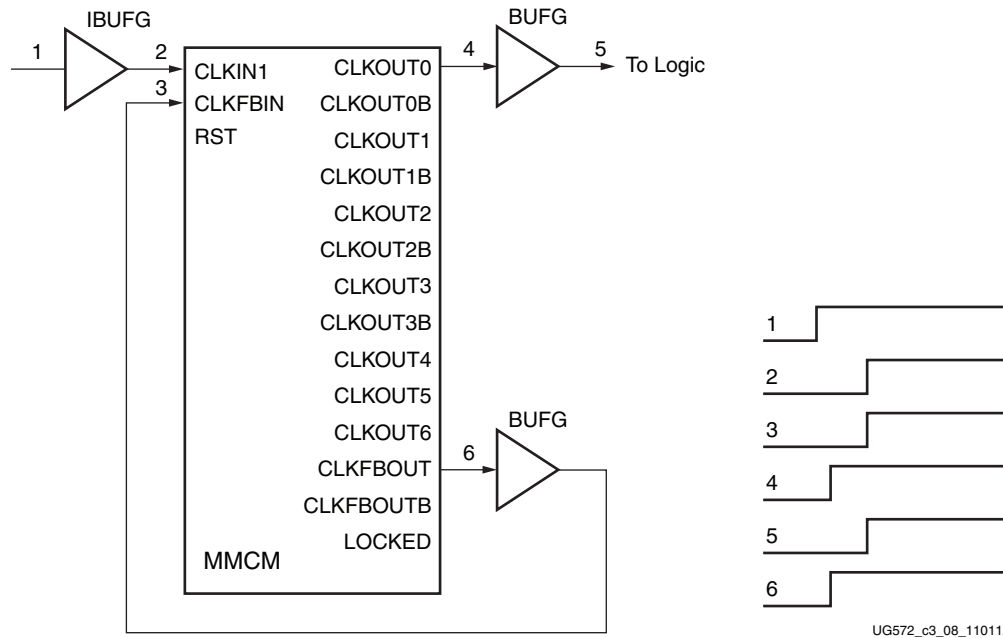 IBUFG
BUFG
1
2
4
5
To Logic
3
CLKIN1
CLKFBIN
RST
CLKOUT0
CLKOUT0B
CLKOUT1
CLKOUT1B
CLKOUT2
CLKOUT2B
CLKOUT3
CLKOUT3B
CLKOUT4
CLKOUT5
CLKOUT6
CLKFBOUT
CLKFBOUTB
LOCKED
MMCM
6
BUFG
1
2
3
4
5
6
UG572_c3_08_11011